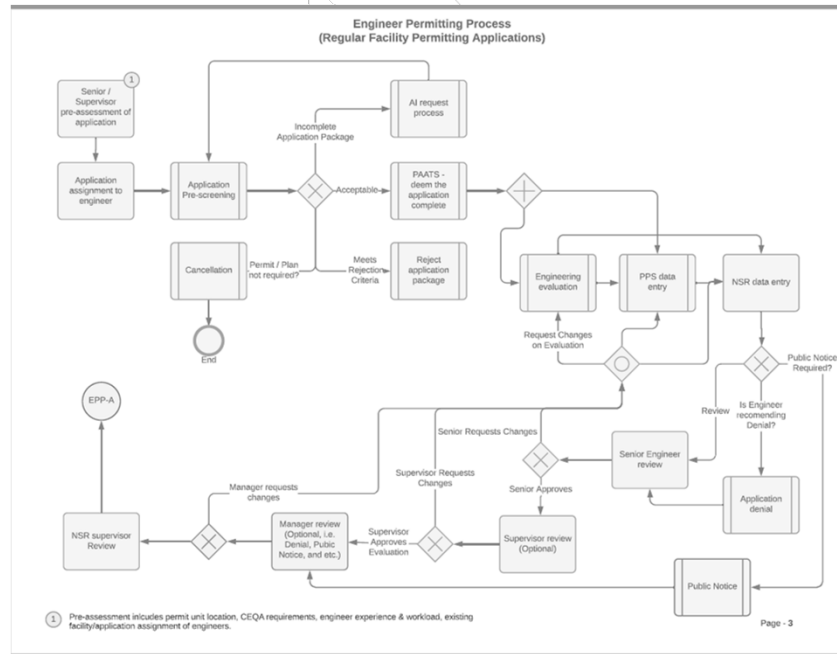 Engineer Permitting Process
(Regular Facility Permitting Applications)
1
Senior /
Supervisor
pre-assessment of
application
AI request
process
Incomplete
Application Package
Application
assignment to
engineer
Application
Pre-screening
Acceptable
PAATS -
deem the
application
complete
Cancellation
Permit / Plan
not required?
Meets
Rejection
Criteria
Reject
application
package
Engineering
evaluation
PPS data
entry
NSR data entry
End
Request Changes
on Evaluation
Public Notice
Required?
EPP-A
Review
Is Engineer
recomending
Denial?
Senior Requests Changes
Senior Engineer
review
Supervisor Requests
Changes
Senior Approves
Manager requests
changes
Application
denial
NSR supervisor
Review
Manager review
(Optional, i.e.
Denial, Pubic
Notice, and etc.)
Supervisor
Approves
Evaluation
Supervisor review
(Optional)
Public Notice
1
Pre-assessment inlcudes permit unit location, CEQA requirements, engineer experience & workload, existing
facility/application assignment of engineers.
Page - 3